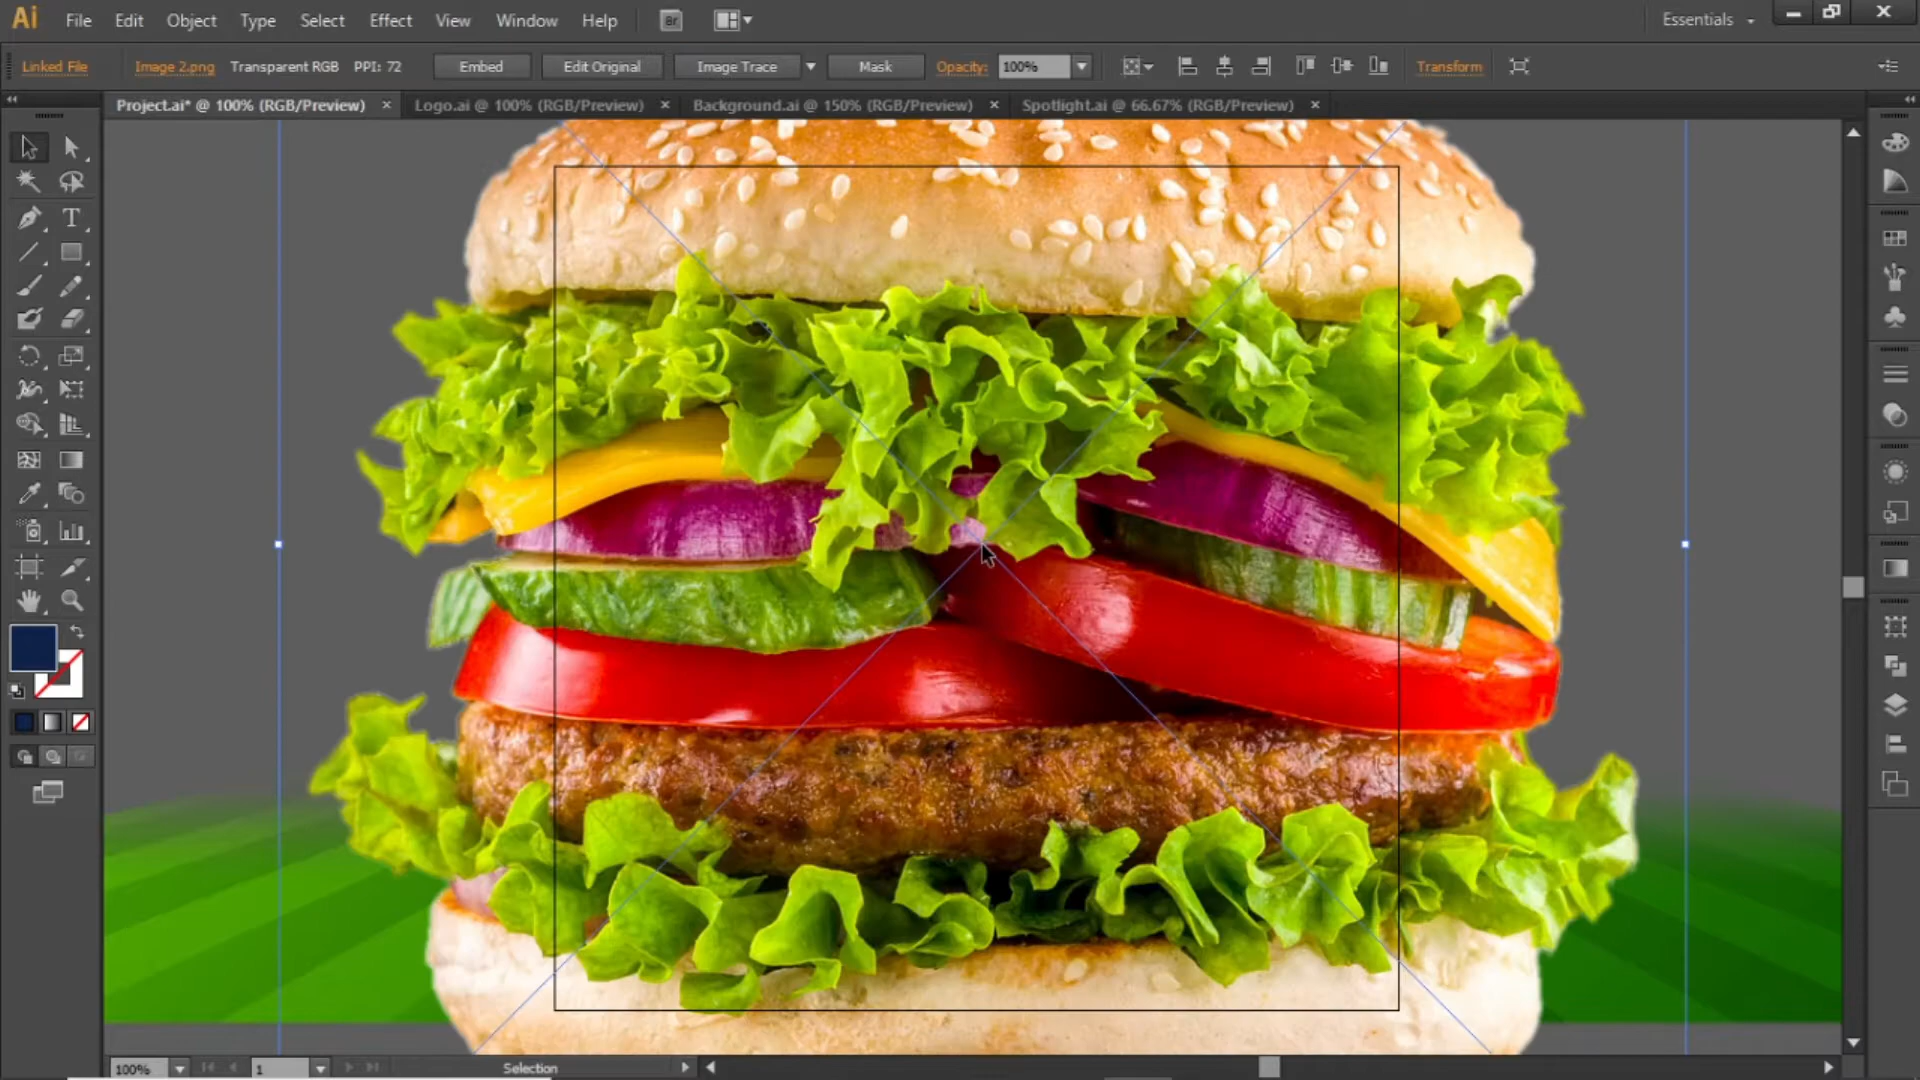 Ai File Edit Object Type Select Effect View Window Help Br Essentials
Linked File Image 2.png Transparent RGB PPI: 72 Embed Edit Original Image Trace Mask Opacity: 100% Transform
Project.ai* @ 100% (RGB/Preview) × Logo.ai @ 100% (RGB/Preview) × Background.ai @ 150% (RGB/Preview) × Spotlight.ai @ 66.67% (RGB/Preview) ×
T
100% 1 Selection